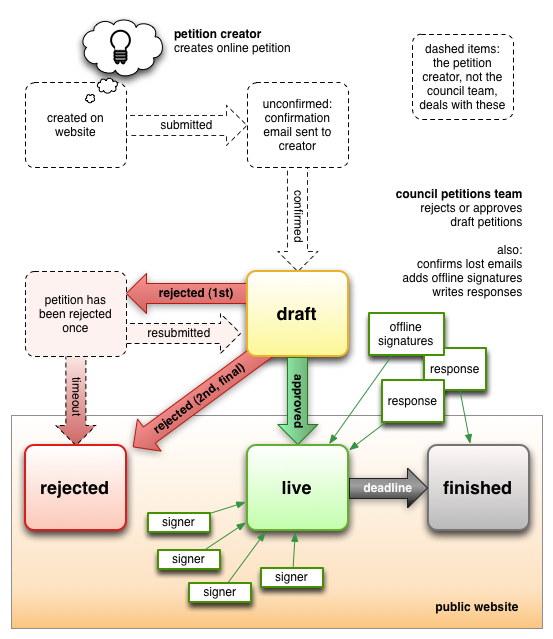 petition creator
creates online petition
dashed items:
the petition
creator, not the
council team,
deals with these
created on
website
submitted
unconfirmed:
confirmation
email sent to
creator
confirmed
council petitions team
rejects or approves
draft petitions
also:
confirms lost emails
adds offline signatures
writes responses
petition has
been rejected
once
rejected (1st)
resubmitted
draft
offline
signatures
response
response
timeout
rejected (2nd, final)
approved
rejected
live
deadline
finished
signer
signer
signer
signer
public website